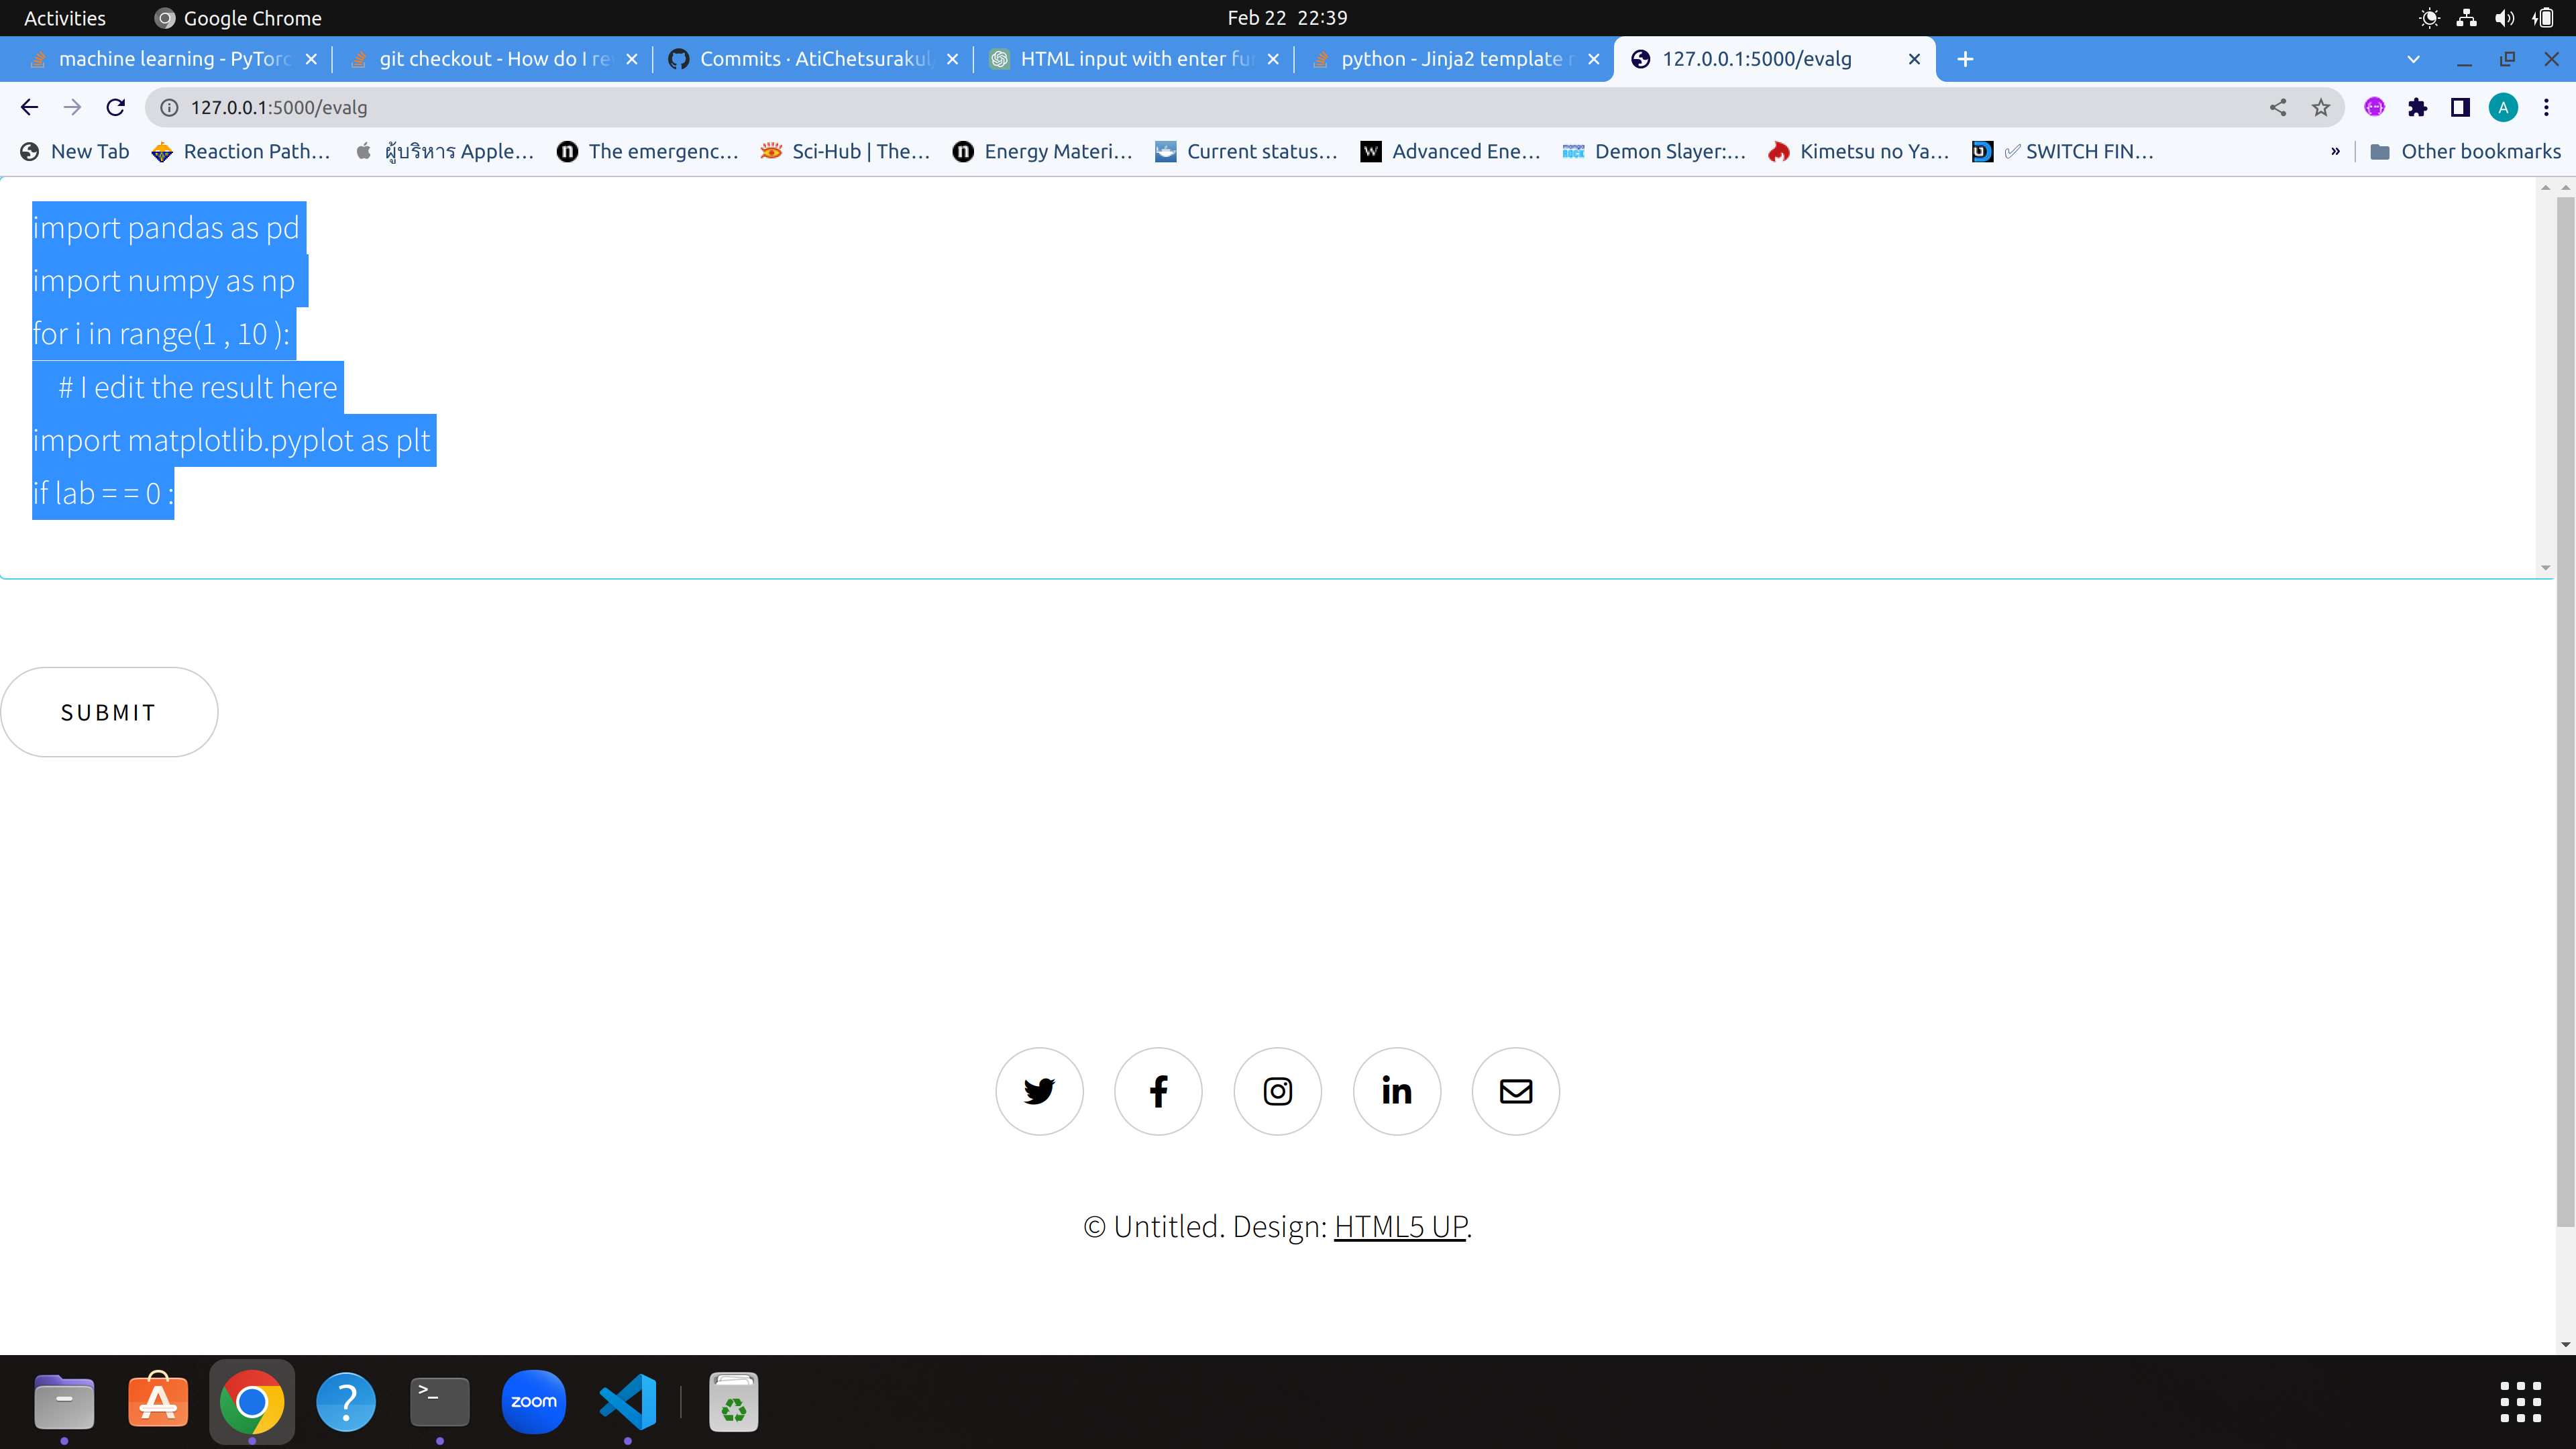 Activities
Google Chrome
Feb 22 22:39
machine learning - PyTorc
git checkout - How do I re
Commits · AtiChetsurakul
HTML input with enter fu
python - Jinja2 template
127.0.0.1:5000/evalg
127.0.0.1:5000/evalg
A
New Tab
Reaction Path…
ผู้บริหาร Apple…
The emergenc…
Sci-Hub | The…
Energy Materi…
Current status…
W
Advanced Ene…
Demon Slayer:…
Kimetsu no Ya…
✅ SWITCH FIN…
»
Other bookmarks
import pandas as pd
import numpy as np
for i in range(1 , 10 ):
# I edit the result here
import matplotlib.pyplot as plt
if lab = = 0 :
SUBMIT
© Untitled. Design: HTML5 UP.
zoom